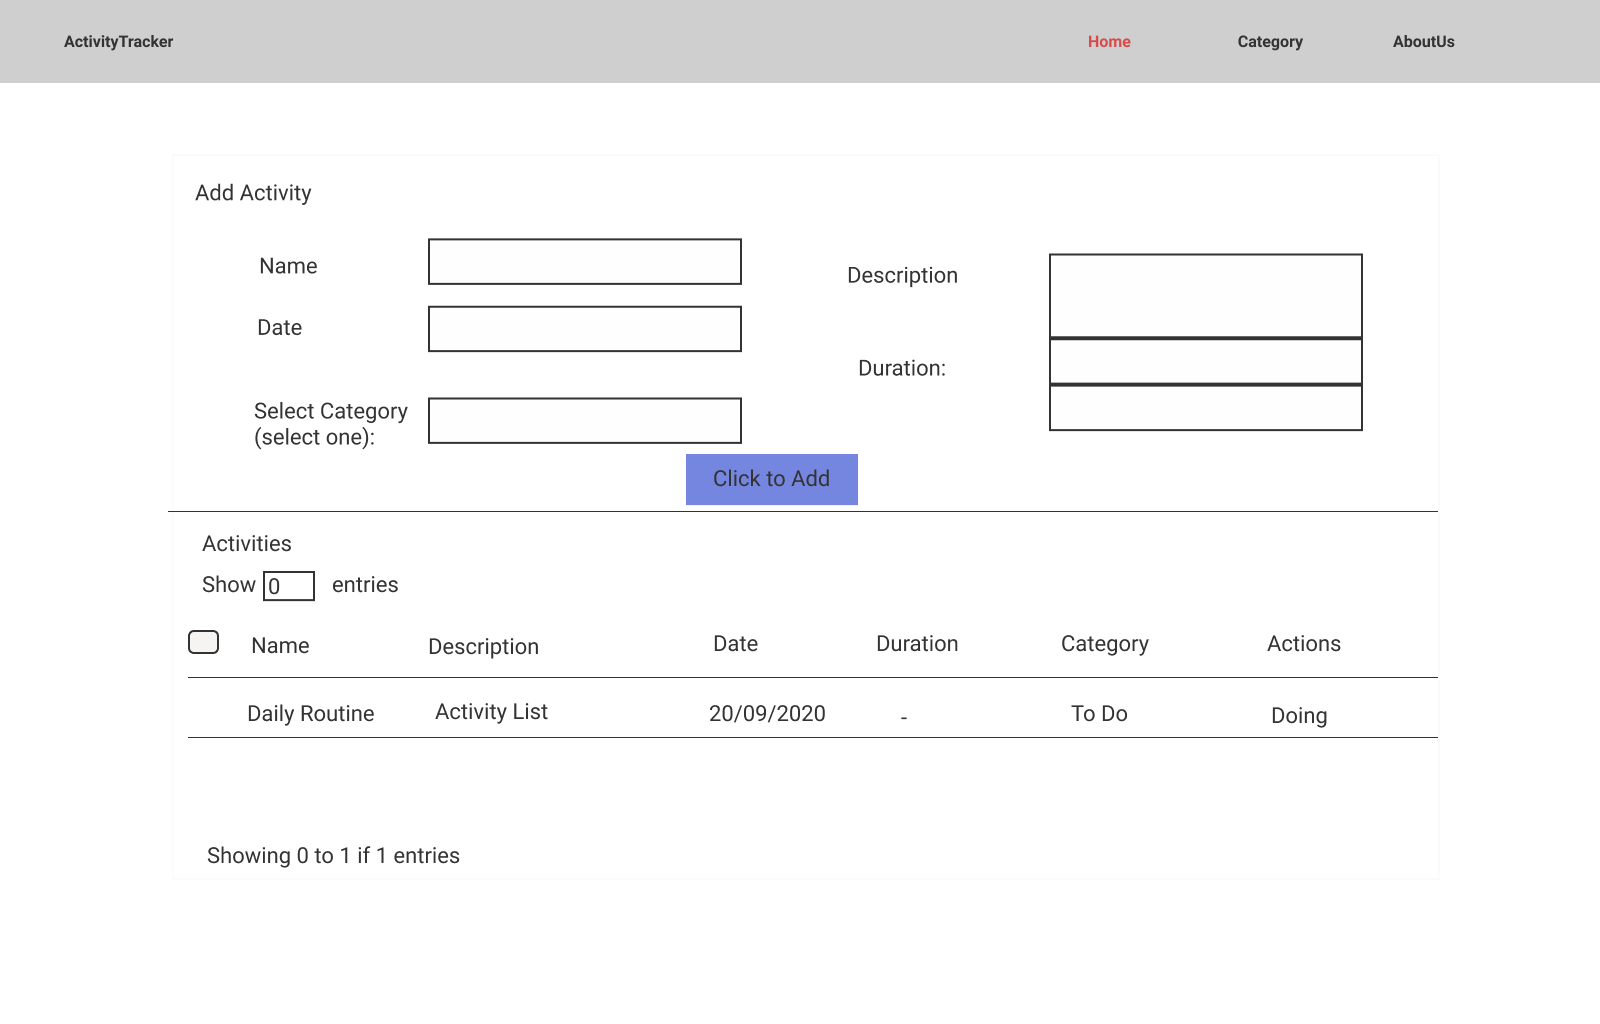 ActivityTracker
Home
Category
AboutUs
Add Activity
Name
Description
Date
Duration:
Select Category
(select one):
Click to Add
Activities
Show 0 entries
Name Description Date Duration Category Actions
Daily Routine Activity List 20/09/2020 - To Do Doing
Showing 0 to 1 if 1 entries